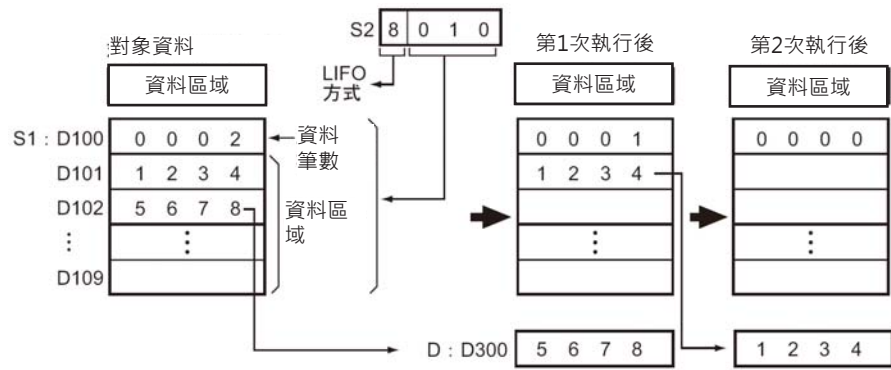 S2 8 0 1 0
對象資料
第1次執行後
第2次執行後
資料區域
LIFO
方式
資料區域
資料區域
S1:D100 0 0 0 2
資料
筆數
0 0 0 1
0 0 0 0
D101 1 2 3 4
1 2 3 4
D102 5 6 7 8
資料區
域
⋮ ⋮ ⋮ ⋮
D109
D:D300 5 6 7 8
1 2 3 4